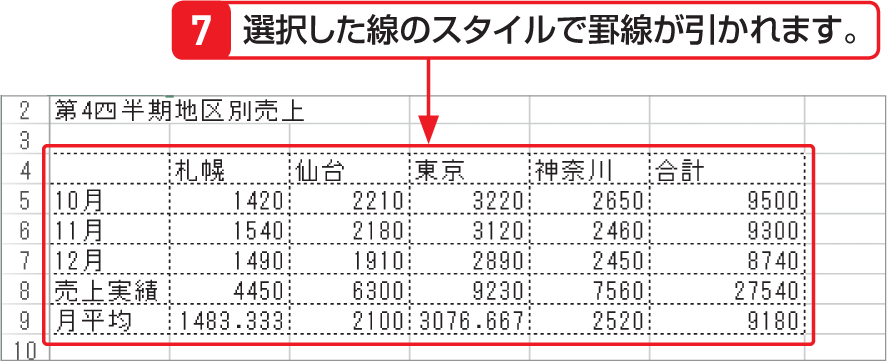 7 選択した線のスタイルで罫線が引かれます。
2 第4四半期地区別売上
3
4 札幌 仙台 東京 神奈川 合計
5 10月 1420 2210 3220 2650 9500
6 11月 1540 2180 3120 2460 9300
7 12月 1490 1910 2890 2450 8740
8 売上実績 4450 6300 9230 7560 27540
9 月平均 1483.333 2100 3076.667 2520 9180
10